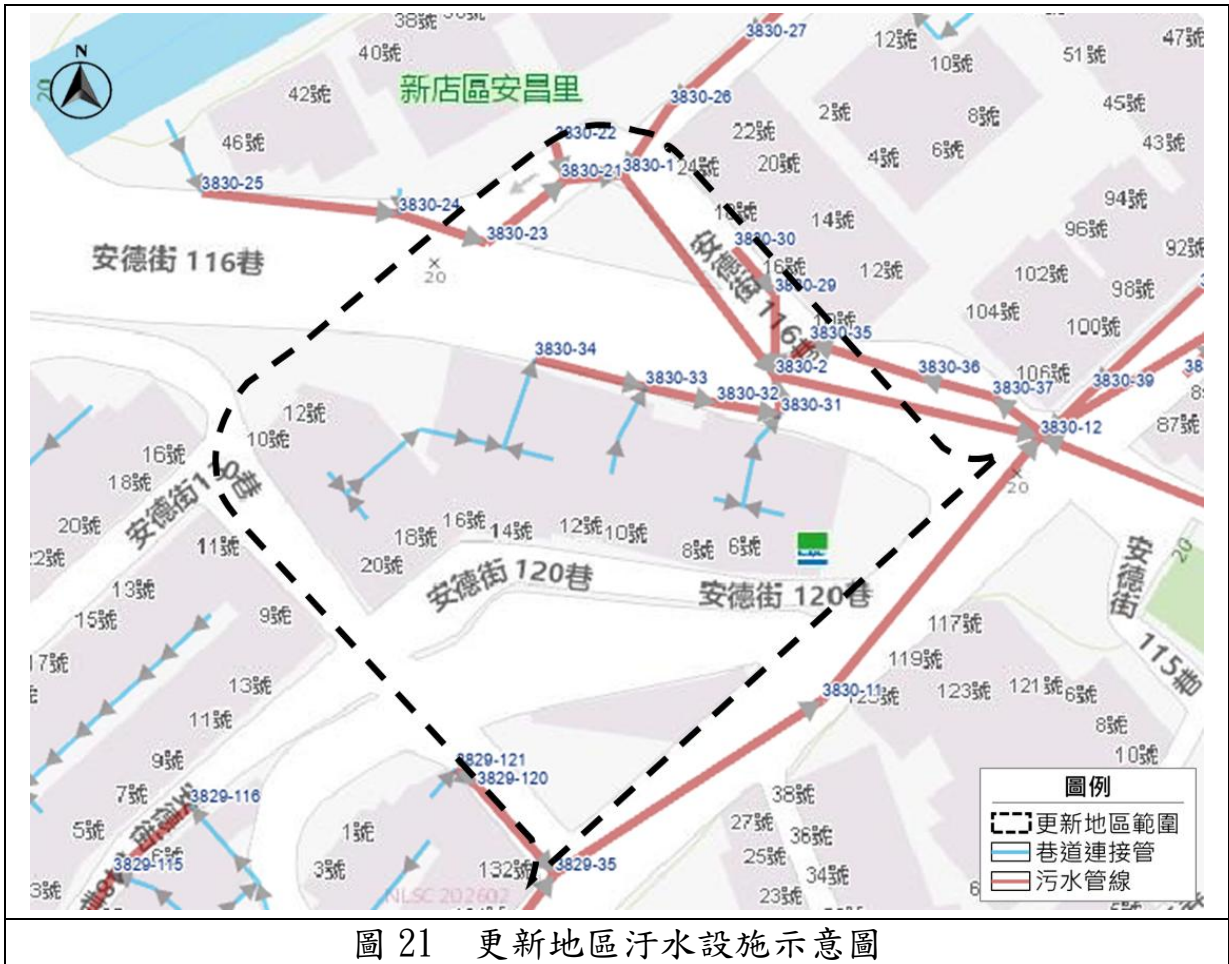 38號
3830-27
12號
47號
N
40號
10號
51號
20
42號
新店區安昌里
3830-26
2號
8號
45號
46號
3830-22
22號
4號
6號
43號
3830-25
3830-21
3830-1
24號
20號
3830-24
18號
14號
94號
3830-23
3830-30
96號
92號
安德街 116巷
20
安德街 116巷
16號
12號
102號
98號
3830-29
104號
100號
3830-34
3830-35
3830-2
3830-36
106號
3830-33
3830-37
3830-39
3830-32
3830-31
3830-12
87號
12號
10號
16號
18號
20號
22號
安德街130巷
11號
20
16號
14號
12號
10號
18號
8號
6號
20號
安德街 120巷
安德街 120巷
安德街 115巷
20
13號
15號
9號
117號
17號
119號
13號
3830-11
123號
121號
6號
11號
8號
9號
3829-121
10號
3829-120
7號
3829-116
38號
圖例
5號
1號
27號
36號
更新地區範圍
6號
3829-115
3號
132號
3829-35
25號
34號
巷道連接管
3號
NLSC 202602
23號
污水管線
圖 21 更新地區汙水設施示意圖